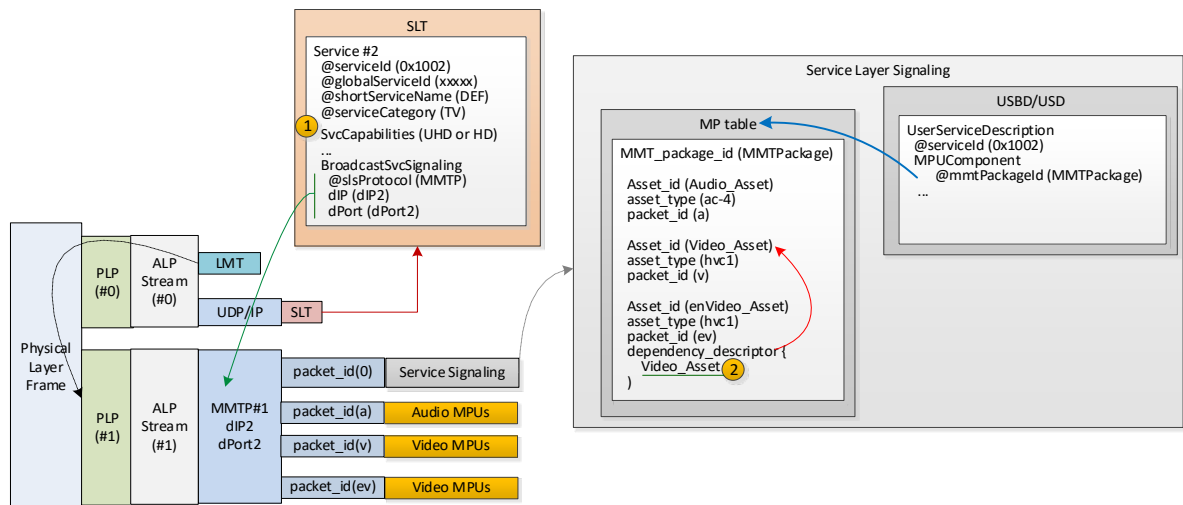 SLT
Service #2
@serviceId (0x1002)
@globalServiceId (xxxxx)
@shortServiceName (DEF)
@serviceCategory (TV)
1
SvcCapabilities (UHD or HD)
...
BroadcastSvcSignaling
@slsProtocol (MMTP)
dIP (dIP2)
dPort (dPort2)
Service Layer Signaling
MP table
MMT_package_id (MMTPackage)
Asset_id (Audio_Asset)
asset_type (ac-4)
packet_id (a)
Asset_id (Video_Asset)
asset_type (hvc1)
packet_id (v)
Asset_id (enVideo_Asset)
asset_type (hvc1)
packet_id (ev)
dependency_descriptor {
Video_Asset
2
)
USBD/USD
UserServiceDescription
@serviceId (0x1002)
MPUComponent
@mmtPackageId (MMTPackage)
...
Physical
Layer
Frame
PLP
(#0)
ALP
Stream
(#0)
LMT
UDP/IP
SLT
PLP
(#1)
ALP
Stream
(#1)
MMTP#1
dIP2
dPort2
packet_id(0)
Service Signaling
packet_id(a)
Audio MPUs
packet_id(v)
Video MPUs
packet_id(ev)
Video MPUs